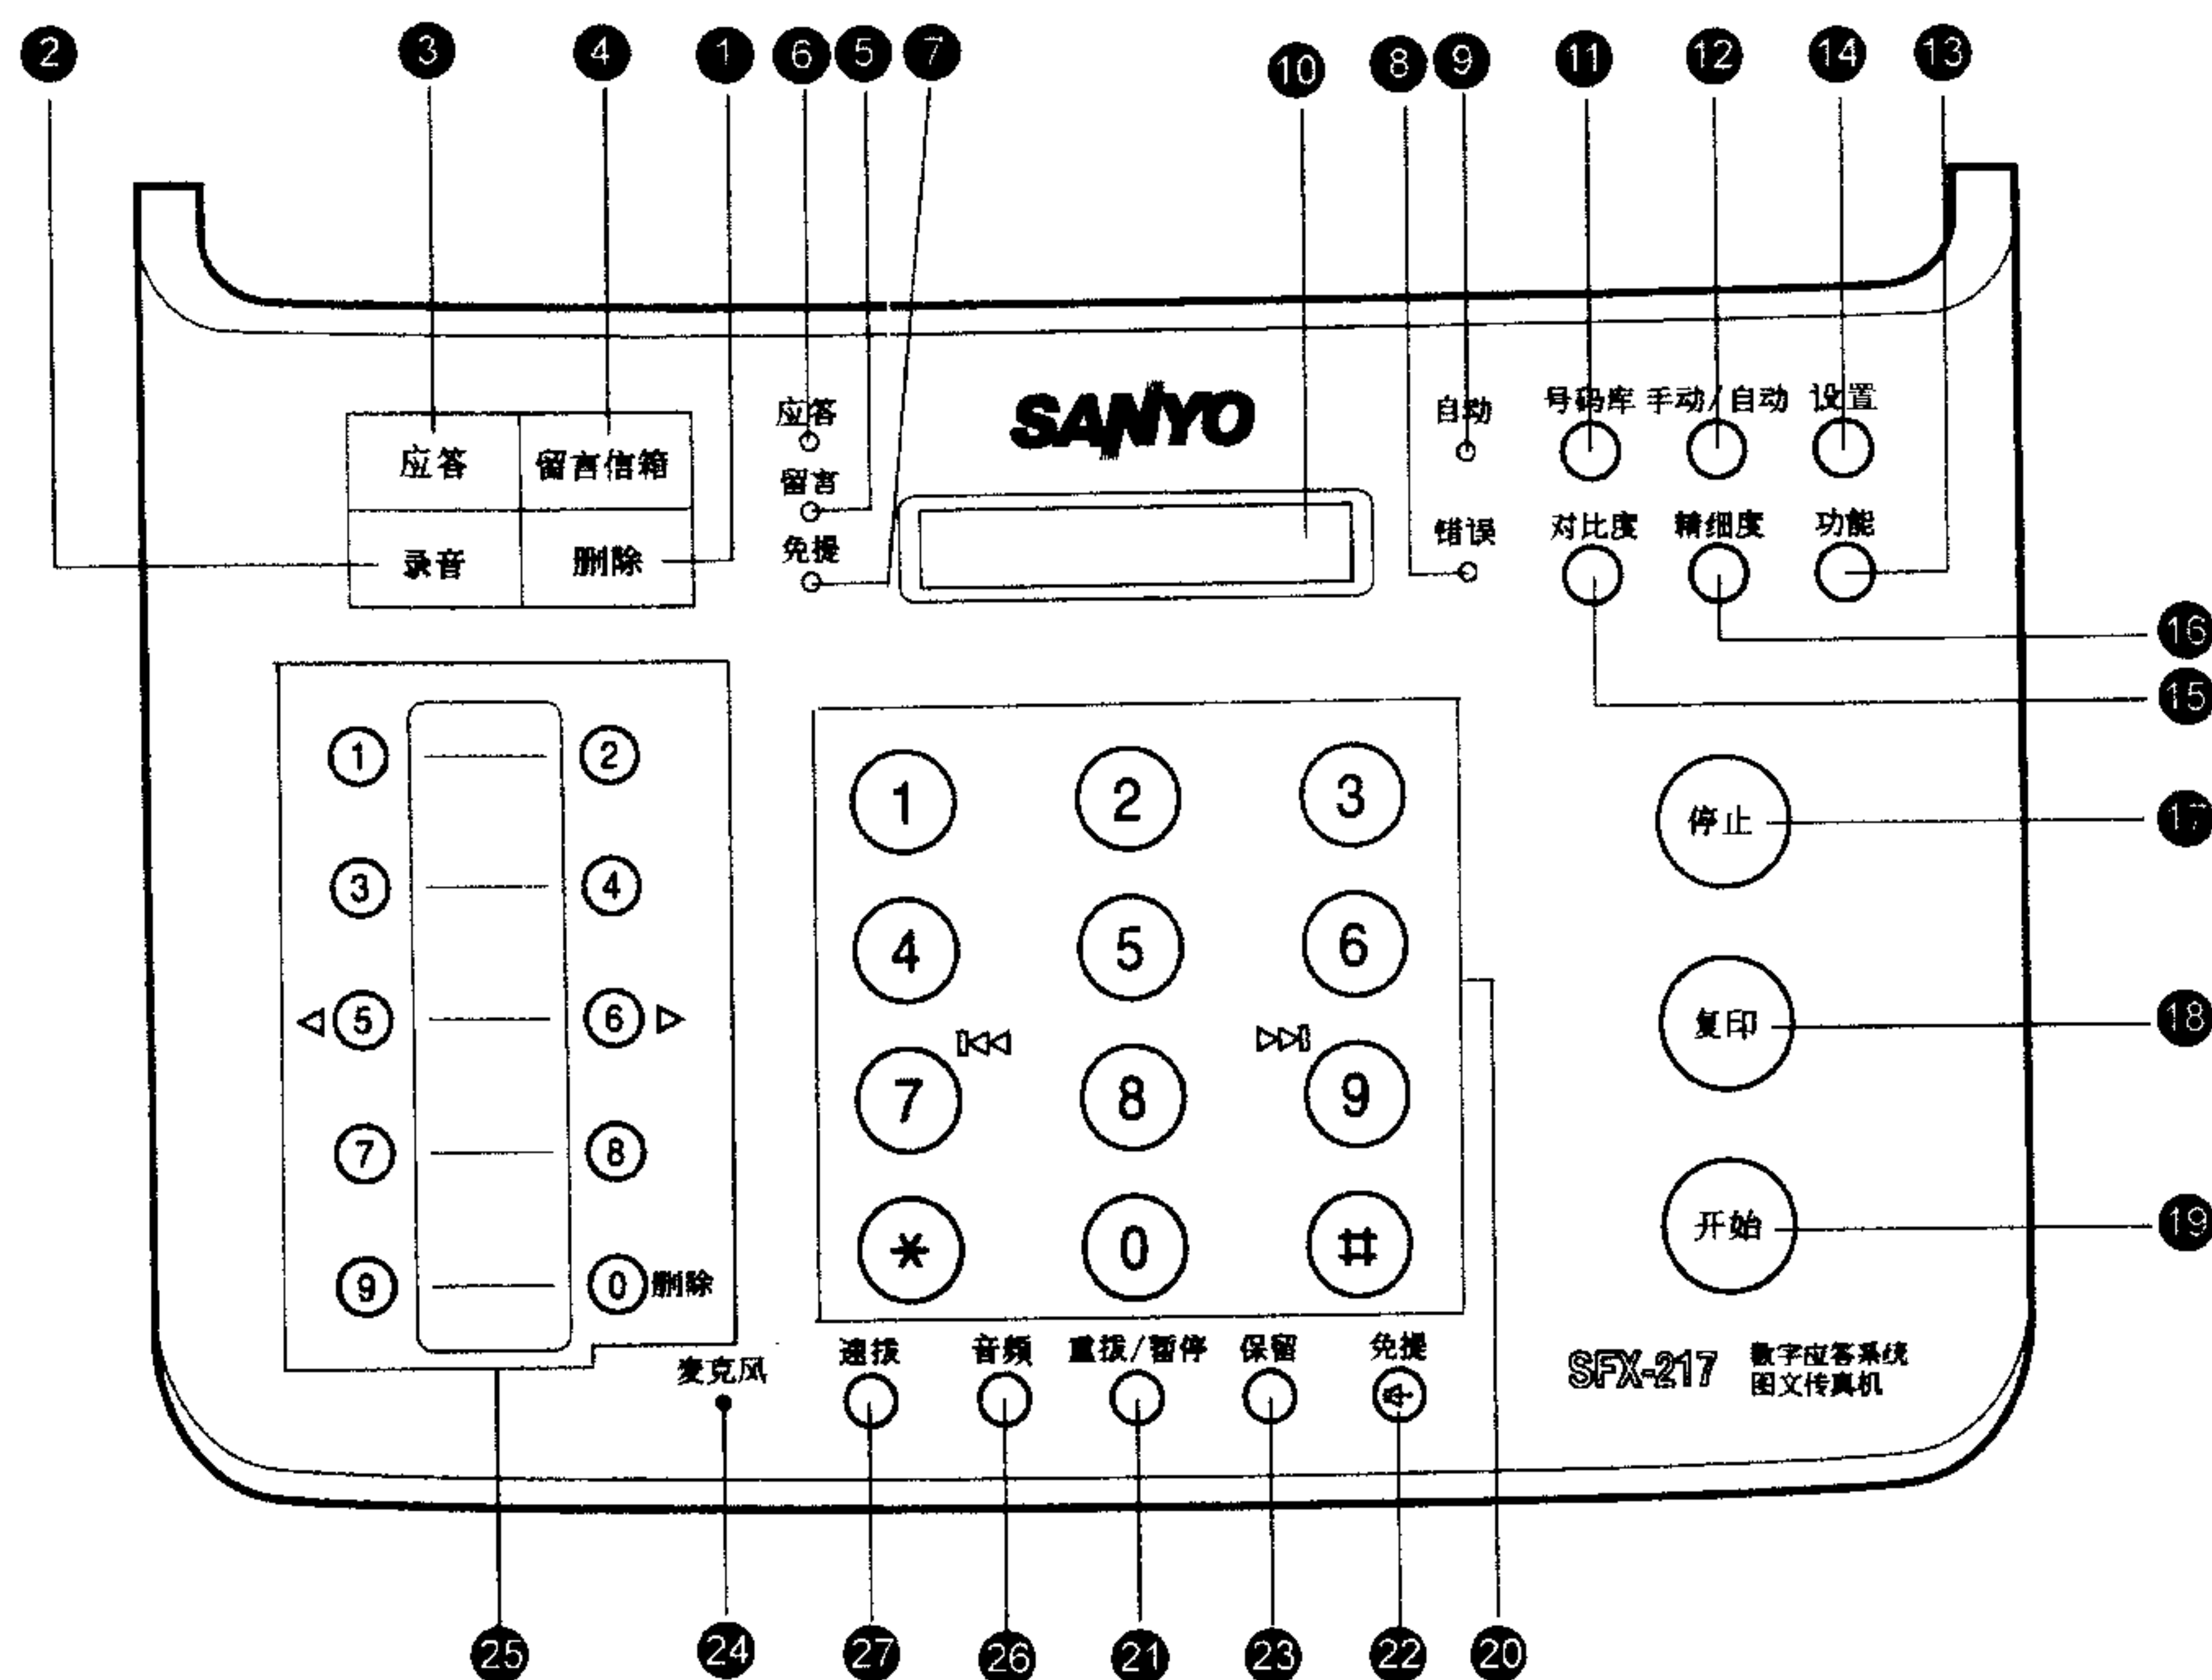 2 3 4 1 6 5 7 10 8 9 11 12 14 13
应答 SANYO 自动 号码库 手动/自动 设置
应答 留言信箱 留言
录音 删除 免提 错误 对比度 精细度 功能
16
15
1 2 1 2 3 停止 17
3 4 4 5 6
5 6 复印 18
7 8 9
7 8
* 0 # 开始 19
9 0 删除
麦克风 速拨 音频 重拨/暂停 保留 免提 SFX-217 数字应答系统
图文传真机
25 24 27 26 21 23 22 20